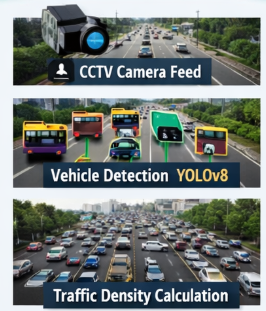 CCTV Camera Feed
Vehicle Detection YOLOv8
Traffic Density Calculation